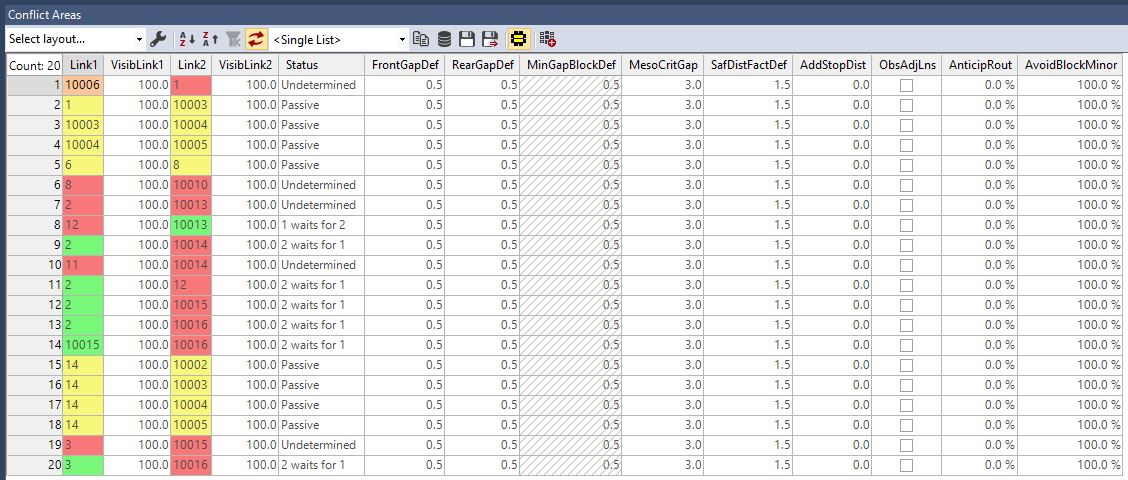 Conflict Areas
Select layout... <Single List>
Count: 20 Link1 VisibLink1 Link2 VisibLink2 Status FrontGapDef RearGapDef MinGapBlockDef MesoCritGap SafDistFactDef AddStopDist ObsAdjLns AnticipRout AvoidBlockMinor
1 10006 100.0 1 100.0 Undetermined 0.5 0.5 0.5 3.0 1.5 0.0 0.0 % 100.0 %
2 1 100.0 10003 100.0 Passive 0.5 0.5 0.5 3.0 1.5 0.0 0.0 % 100.0 %
3 10003 100.0 10004 100.0 Passive 0.5 0.5 0.5 3.0 1.5 0.0 0.0 % 100.0 %
4 10004 100.0 10005 100.0 Passive 0.5 0.5 0.5 3.0 1.5 0.0 0.0 % 100.0 %
5 6 100.0 8 100.0 Passive 0.5 0.5 0.5 3.0 1.5 0.0 0.0 % 100.0 %
6 8 100.0 10010 100.0 Undetermined 0.5 0.5 0.5 3.0 1.5 0.0 0.0 % 100.0 %
7 2 100.0 10013 100.0 Undetermined 0.5 0.5 0.5 3.0 1.5 0.0 0.0 % 100.0 %
8 12 100.0 10013 100.0 1 waits for 2 0.5 0.5 0.5 3.0 1.5 0.0 0.0 % 100.0 %
9 2 100.0 10014 100.0 2 waits for 1 0.5 0.5 0.5 3.0 1.5 0.0 0.0 % 100.0 %
10 11 100.0 10014 100.0 Undetermined 0.5 0.5 0.5 3.0 1.5 0.0 0.0 % 100.0 %
11 2 100.0 12 100.0 2 waits for 1 0.5 0.5 0.5 3.0 1.5 0.0 0.0 % 100.0 %
12 2 100.0 10015 100.0 2 waits for 1 0.5 0.5 0.5 3.0 1.5 0.0 0.0 % 100.0 %
13 2 100.0 10016 100.0 2 waits for 1 0.5 0.5 0.5 3.0 1.5 0.0 0.0 % 100.0 %
14 10015 100.0 10016 100.0 2 waits for 1 0.5 0.5 0.5 3.0 1.5 0.0 0.0 % 100.0 %
15 14 100.0 10002 100.0 Passive 0.5 0.5 0.5 3.0 1.5 0.0 0.0 % 100.0 %
16 14 100.0 10003 100.0 Passive 0.5 0.5 0.5 3.0 1.5 0.0 0.0 % 100.0 %
17 14 100.0 10004 100.0 Passive 0.5 0.5 0.5 3.0 1.5 0.0 0.0 % 100.0 %
18 14 100.0 10005 100.0 Passive 0.5 0.5 0.5 3.0 1.5 0.0 0.0 % 100.0 %
19 3 100.0 10015 100.0 Undetermined 0.5 0.5 0.5 3.0 1.5 0.0 0.0 % 100.0 %
20 3 100.0 10016 100.0 2 waits for 1 0.5 0.5 0.5 3.0 1.5 0.0 0.0 % 100.0 %